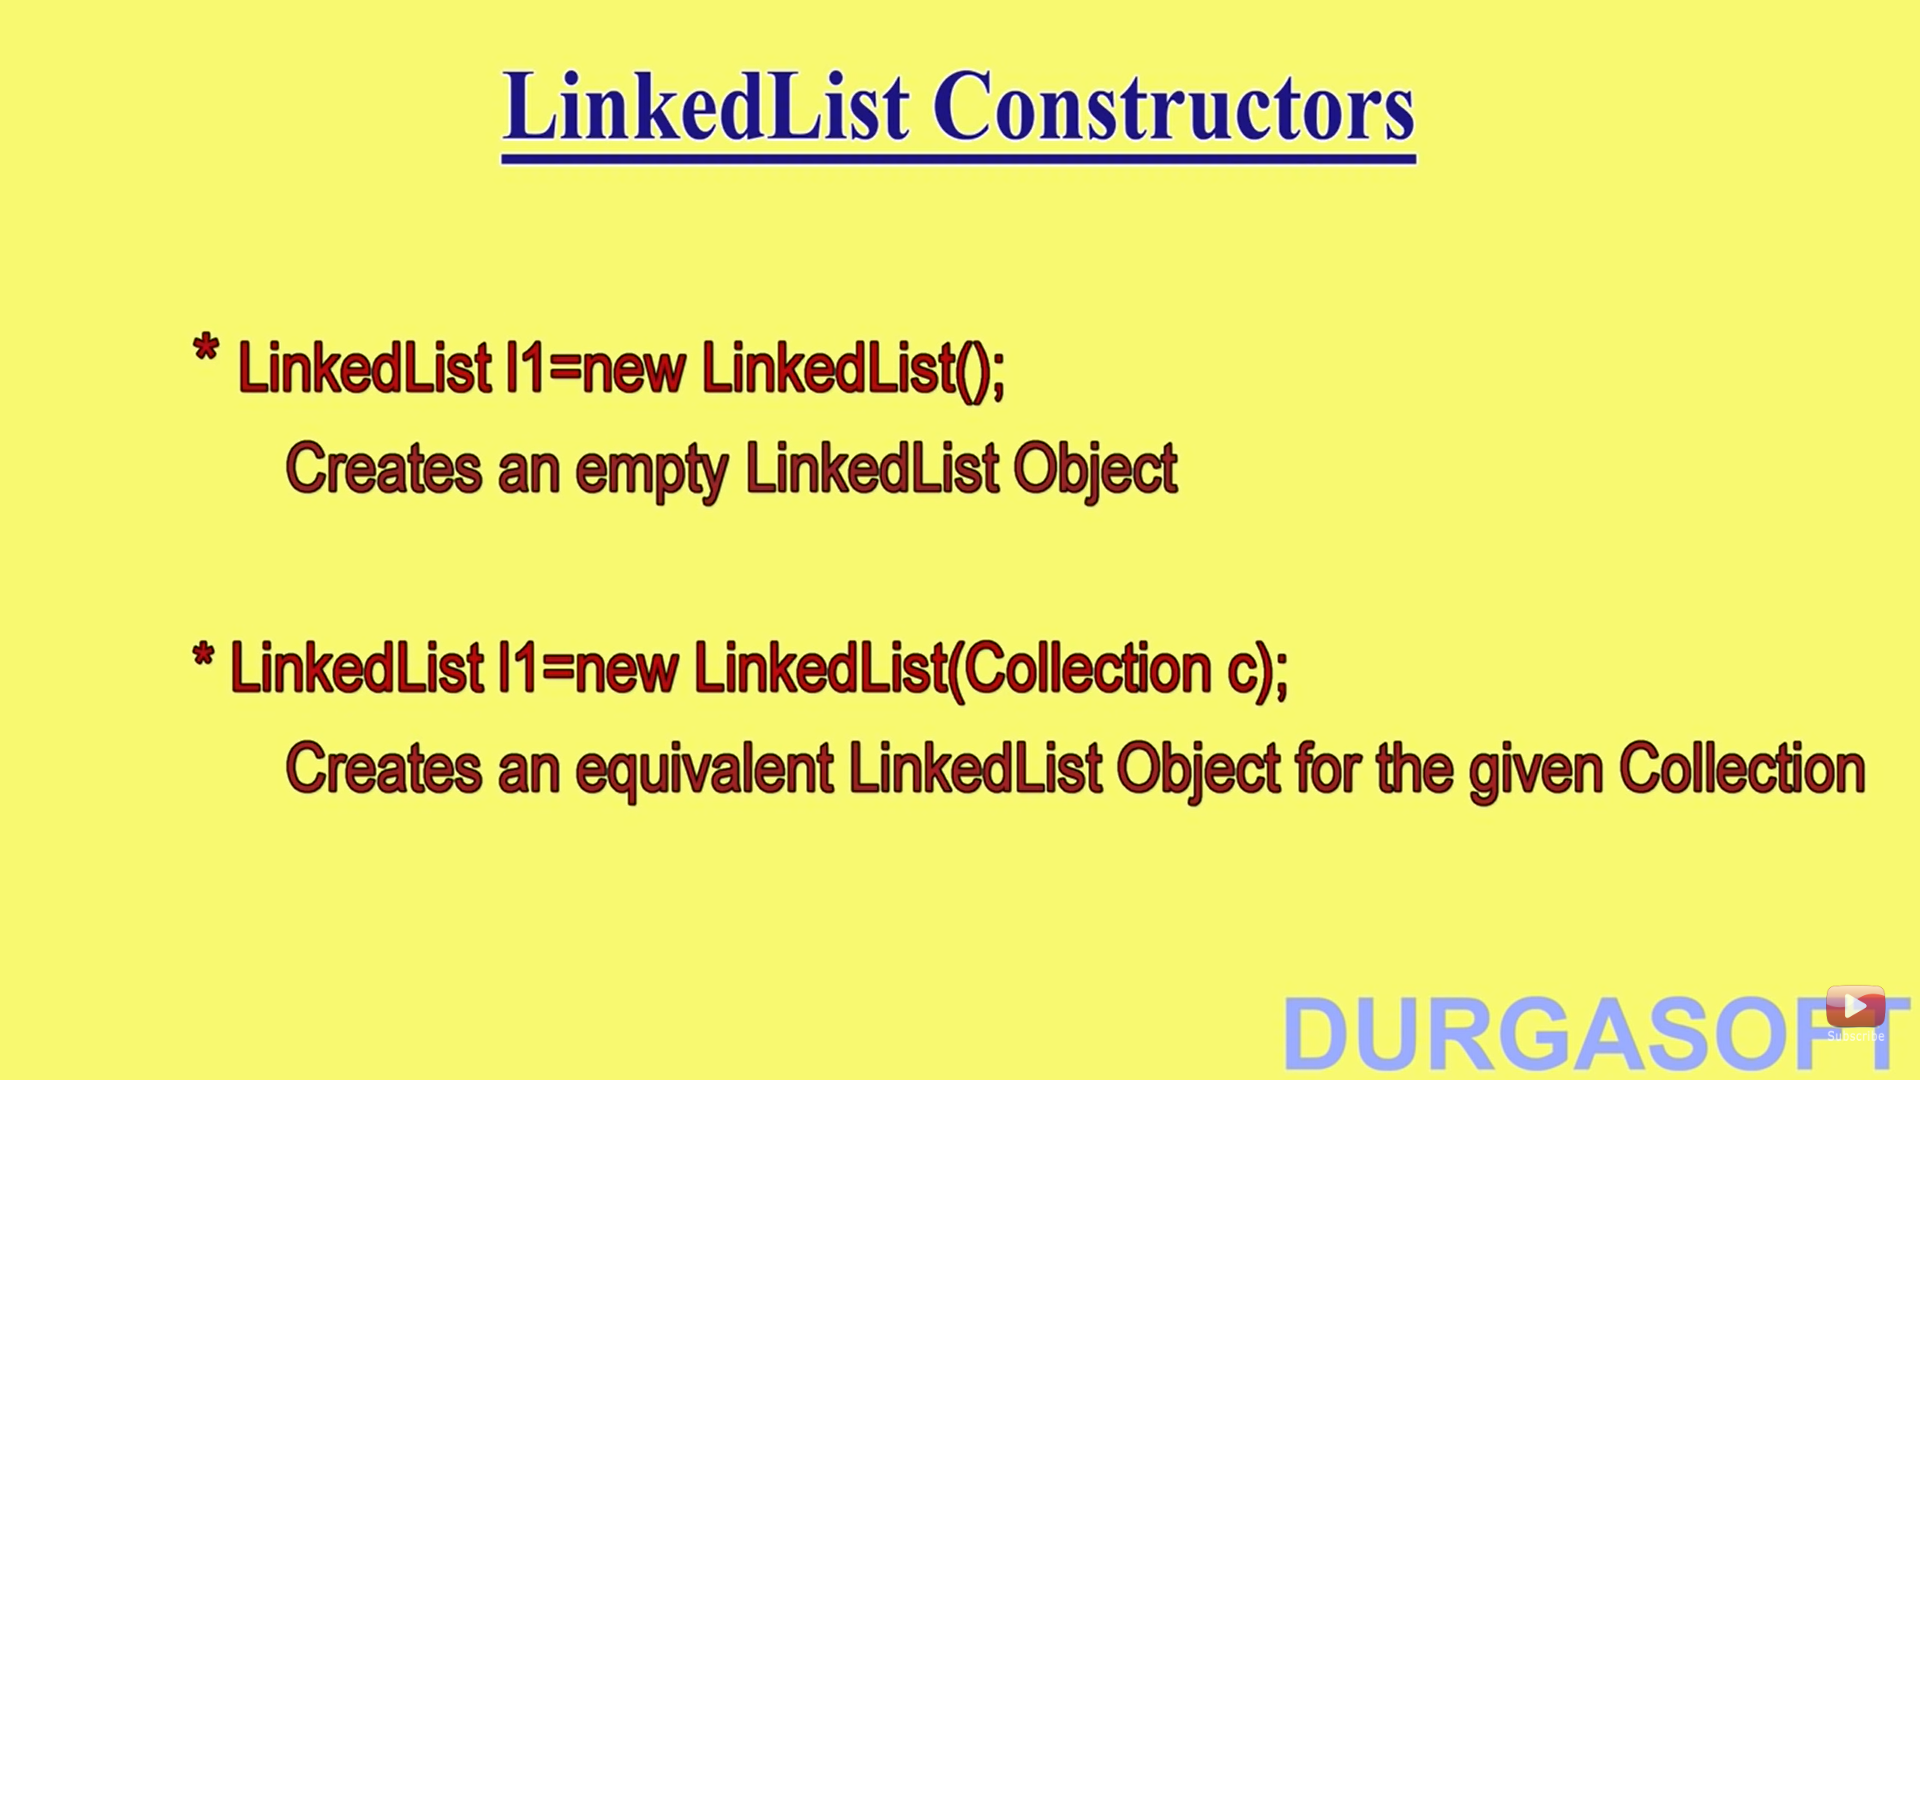 LinkedList Constructors
* LinkedList l1=new LinkedList();
Creates an empty LinkedList Object
* LinkedList l1=new LinkedList(Collection c);
Creates an equivalent LinkedList Object for the given Collection
DURGASOFT
Subscribe